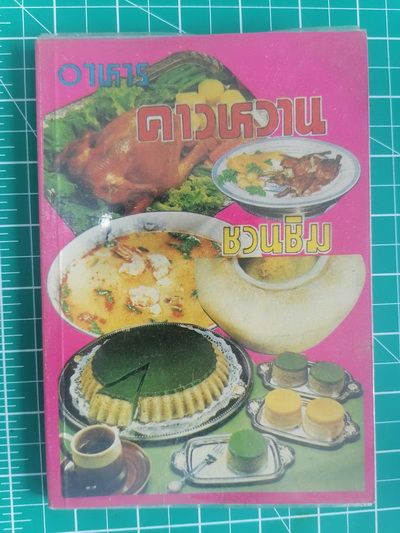 อาหาร
คาวหวาน
ชวนชิม